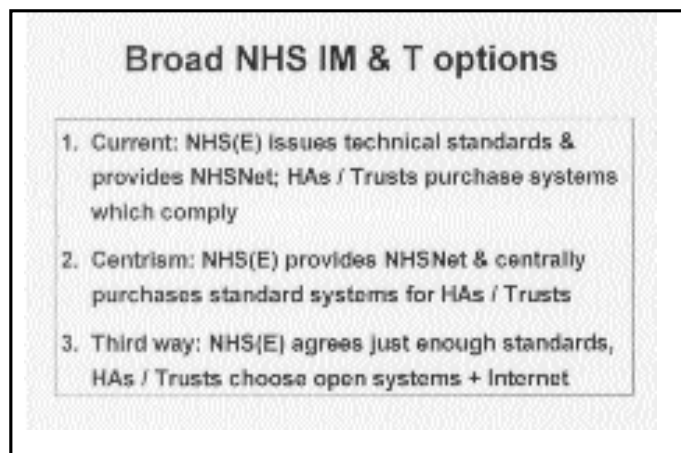 Broad NHS IM & T options
1. Current: NHS(E) issues technical standards &
provides NHSNet; HAs / Trusts purchase systems
which comply
2. Centrism: NHS(E) provides NHSNet & centrally
purchases standard systems for HAs / Trusts
3. Third way: NHS(E) agrees just enough standards,
HAs / Trusts choose open systems + Internet